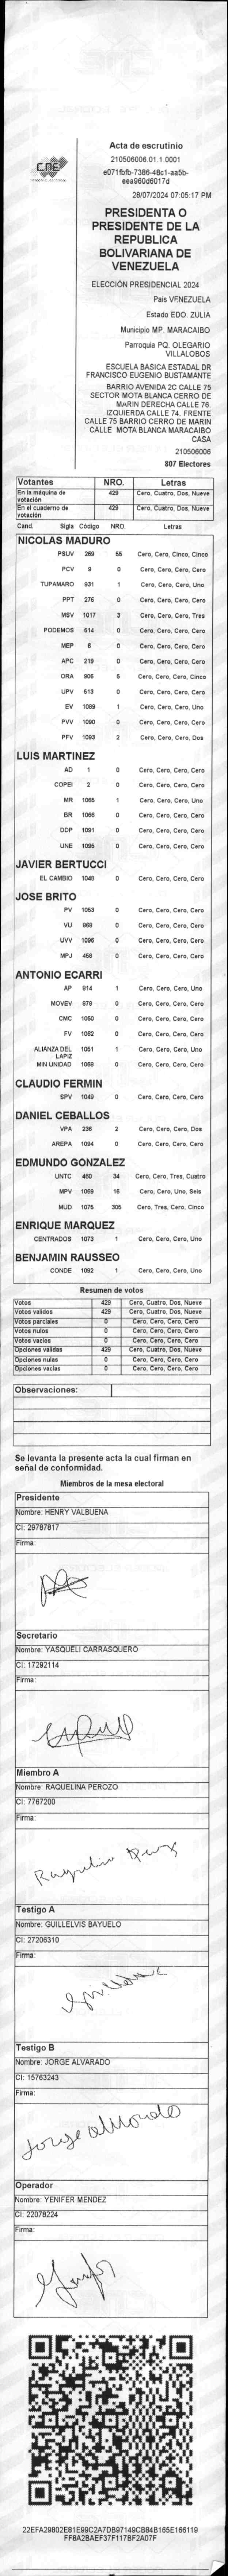 CNE
Acta de escrutinio
210506006.01.1.0001
e071fbfb-7386-48c1-aa5b-
eea960d6017d
28/07/2024 07:05:17 PM
PRESIDENTA O
PRESIDENTE DE LA
REPUBLICA
BOLIVARIANA DE
VENEZUELA
ELECCIÓN PRESIDENCIAL 2024
Pais VENEZUELA
Estado EDO. ZULIA
Municipio MP. MARACAIBO
Parroquia PQ. OLEGARIO
VILLALOBOS
ESCUELA BASICA ESTADAL DR
FRANCISCO EUGENIO BUSTAMANTE
BARRIO AVENIDA 2C CALLE 75
SECTOR MOTA BLANCA CERRO DE
MARIN DERECHA CALLE 76.
IZQUIERDA CALLE 74. FRENTE
CALLE 75 BARRIO CERRO DE MARIN
CALLE MOTA BLANCA MARACAIBO
CASA
210506006
807 Electores
Votantes NRO. Letras
En la máquina de votación 429 Cero, Cuatro, Dos, Nueve
En el cuaderno de votación 429 Cero, Cuatro, Dos, Nueve
Cand. Sigla Código NRO. Letras
NICOLAS MADURO
PSUV 269 55 Cero, Cero, Cinco, Cinco
PCV 9 0 Cero, Cero, Cero, Cero
TUPAMARO 931 1 Cero, Cero, Cero, Uno
PPT 276 0 Cero, Cero, Cero, Cero
MSV 1017 3 Cero, Cero, Cero, Tres
PODEMOS 514 0 Cero, Cero, Cero, Cero
MEP 6 0 Cero, Cero, Cero, Cero
APC 219 0 Cero, Cero, Cero, Cero
ORA 906 5 Cero, Cero, Cero, Cinco
UPV 513 0 Cero, Cero, Cero, Cero
EV 1089 1 Cero, Cero, Cero, Uno
PVV 1090 0 Cero, Cero, Cero, Cero
PFV 1093 2 Cero, Cero, Cero, Dos
LUIS MARTINEZ
AD 1 0 Cero, Cero, Cero, Cero
COPEI 2 0 Cero, Cero, Cero, Cero
MR 1065 1 Cero, Cero, Cero, Uno
BR 1066 0 Cero, Cero, Cero, Cero
DDP 1091 0 Cero, Cero, Cero, Cero
UNE 1095 0 Cero, Cero, Cero, Cero
JAVIER BERTUCCI
EL CAMBIO 1048 0 Cero, Cero, Cero, Cero
JOSE BRITO
PV 1053 0 Cero, Cero, Cero, Cero
VU 969 0 Cero, Cero, Cero, Cero
UVV 1096 0 Cero, Cero, Cero, Cero
MPJ 458 0 Cero, Cero, Cero, Cero
ANTONIO ECARRI
AP 914 1 Cero, Cero, Cero, Uno
MOVEV 879 0 Cero, Cero, Cero, Cero
CMC 1050 0 Cero, Cero, Cero, Cero
FV 1062 0 Cero, Cero, Cero, Cero
ALIANZA DEL LAPIZ 1051 1 Cero, Cero, Cero, Uno
MIN UNIDAD 1068 0 Cero, Cero, Cero, Cero
CLAUDIO FERMIN
SPV 1049 0 Cero, Cero, Cero, Cero
DANIEL CEBALLOS
VPA 236 2 Cero, Cero, Cero, Dos
AREPA 1094 0 Cero, Cero, Cero, Cero
EDMUNDO GONZALEZ
UNTC 460 34 Cero, Cero, Tres, Cuatro
MPV 1069 16 Cero, Cero, Uno, Seis
MUD 1075 305 Cero, Tres, Cero, Cinco
ENRIQUE MARQUEZ
CENTRADOS 1073 1 Cero, Cero, Cero, Uno
BENJAMIN RAUSSEO
CONDE 1092 1 Cero, Cero, Cero, Uno
Resumen de votos
Votos 429 Cero, Cuatro, Dos, Nueve
Votos validos 429 Cero, Cuatro, Dos, Nueve
Votos parciales 0 Cero, Cero, Cero, Cero
Votos nulos 0 Cero, Cero, Cero, Cero
Votos vacios 0 Cero, Cero, Cero, Cero
Opciones validas 429 Cero, Cuatro, Dos, Nueve
Opciones nulas 0 Cero, Cero, Cero, Cero
Opciones vacias 0 Cero, Cero, Cero, Cero
Observaciones:
Se levanta la presente acta la cual firman en
señal de conformidad.
Miembros de la mesa electoral
Presidente
Nombre: HENRY VALBUENA
CI: 29787817
Firma:
Secretario
Nombre: YASQUELI CARRASQUERO
CI: 17292114
Firma:
Miembro A
Nombre: RAQUELINA PEROZO
CI: 7767200
Firma:
Raquelina Peroz
Testigo A
Nombre: GUILLELVIS BAYUELO
CI: 27206310
Firma:
Testigo B
Nombre: JORGE ALVARADO
CI: 15763243
Firma:
Jorge Alvarado
Operador
Nombre: YENIFER MENDEZ
CI: 22078224
Firma:
22EFA29802E81E99C2A7DB97149CB84B165E166119
FF8A2BAEF37F117BF2A07F